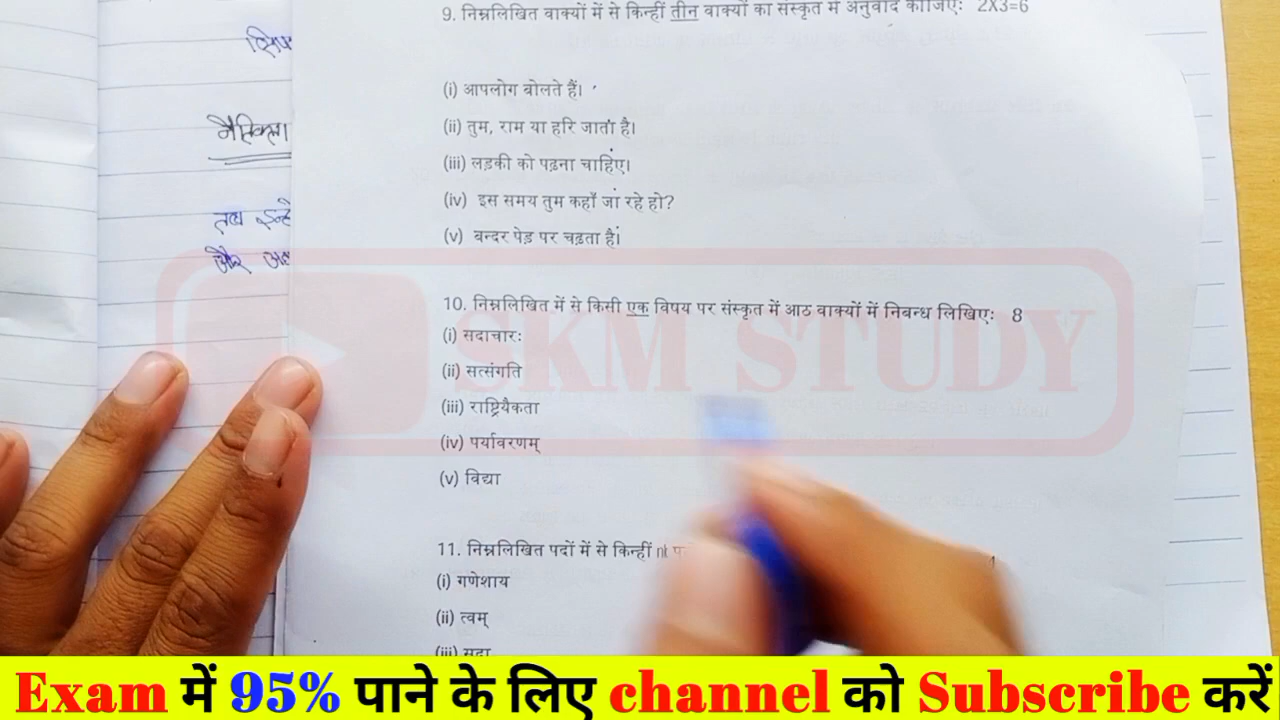 9. निम्नलिखित वाक्यों में से किन्हीं तीन वाक्यों का संस्कृत में अनुवाद कीजिए: 2X3=6
(i) आपलोग बोलते हैं।
(ii) तुम, राम या हरि जाता है।
(iii) लड़की को पढ़ना चाहिए।
(iv) इस समय तुम कहाँ जा रहे हो?
(v) बन्दर पेड़ पर चढ़ता है।
10. निम्नलिखित में से किसी एक विषय पर संस्कृत में आठ वाक्यों में निबन्ध लिखिए: 8
(i) सदाचारः
(ii) सत्संगति
(iii) राष्ट्रियैकता
(iv) पर्यावरणम्
(v) विद्या
SKM STUDY
11. निम्नलिखित पदों में से किन्हीं
(i) गणेशाय
(ii) त्वम्
(iii) सदा
Exam में 95% पाने के लिए channel को Subscribe करें